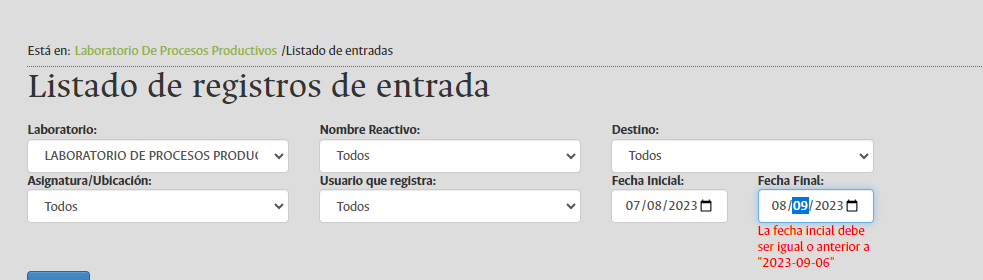 Está en: Laboratorio De Procesos Productivos /Listado de entradas
Listado de registros de entrada
Laboratorio: Nombre Reactivo: Destino:
LABORATORIO DE PROCESOS PRODUC Todos Todos
Asignatura/Ubicación: Usuario que registra: Fecha Inicial: Fecha Final:
Todos Todos 07/08/2023 08/09/2023
La fecha incial debe
ser igual o anterior a
"2023-09-06"